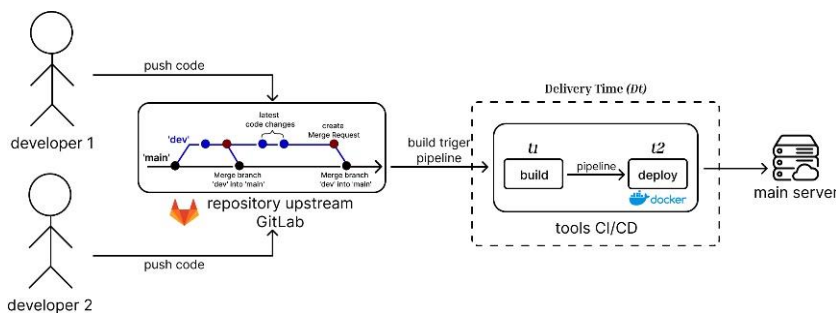 developer 1
push code
'main'
'dev'
latest
code changes
create
Merge Request
Merge branch
'dev' into 'main'
Merge branch
'dev' into 'main'
repository upstream
GitLab
push code
developer 2
build triger
pipeline
Delivery Time (Dt)
t1
build
pipeline
t2
deploy
docker
tools CI/CD
main server